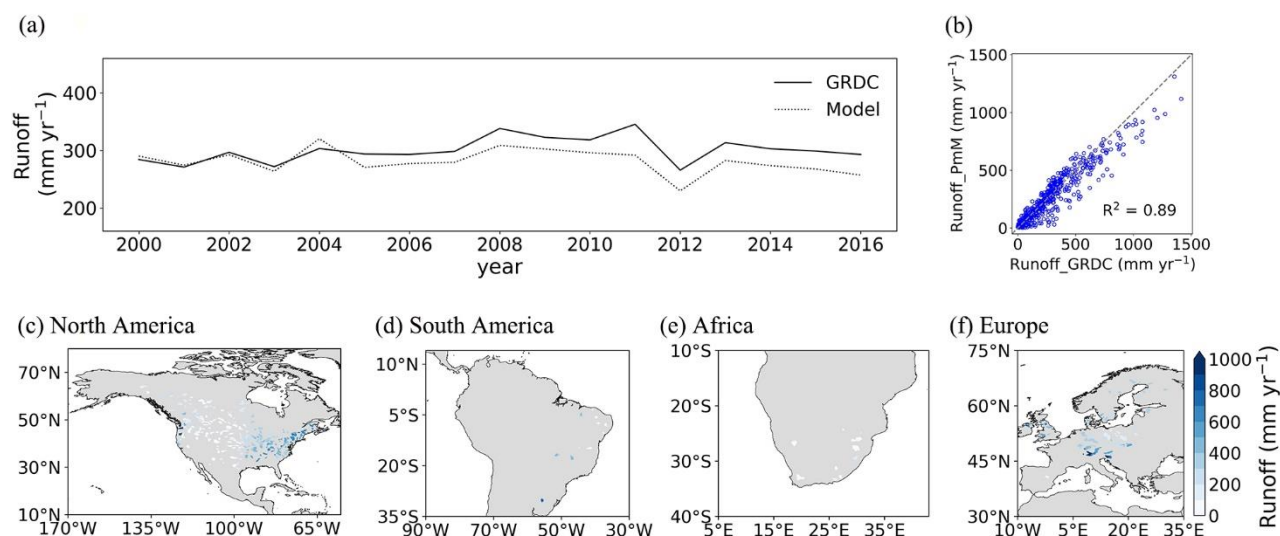 (a)
Runoff
(mm yr⁻¹)
400
300
200
GRDC
Model
2000 2002 2004 2006 2008 2010 2012 2014 2016
year
(b)
Runoff_PmM (mm yr⁻¹)
1500
1000
500
0
R² = 0.89
0 500 1000 1500
Runoff_GRDC (mm yr⁻¹)
(c) North America
70°N
50°N
30°N
10°N
170°W 135°W 100°W 65°W
(d) South America
10°N
5°S
20°S
35°S
90°W 70°W 50°W 30°W
(e) Africa
10°S
20°S
30°S
40°S
5°E 15°E 25°E 35°E
(f) Europe
75°N
60°N
45°N
30°N
10°W 5°E 20°E 35°E
1000
800
600
400
200
0
Runoff (mm yr⁻¹)